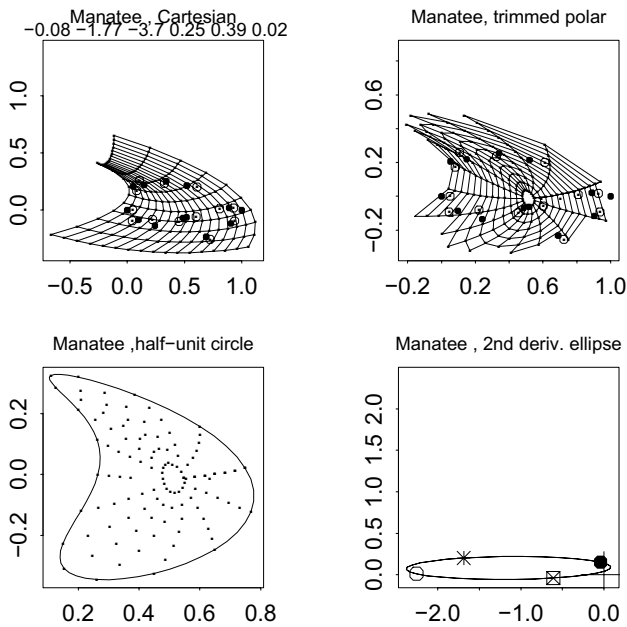 Manatee , Cartesian
−0.08 −1.77 −3.7 0.25 0.39 0.02
1.0
0.5
0.0
−0.5 0.0 0.5 1.0
Manatee, trimmed polar
0.6
0.2
−0.2
−0.2 0.2 0.6 1.0
Manatee ,half−unit circle
0.2
0.0
−0.2
0.2 0.4 0.6 0.8
Manatee , 2nd deriv. ellipse
2.0
1.5
1.0
0.5
0.0
−2.0 −1.0 0.0